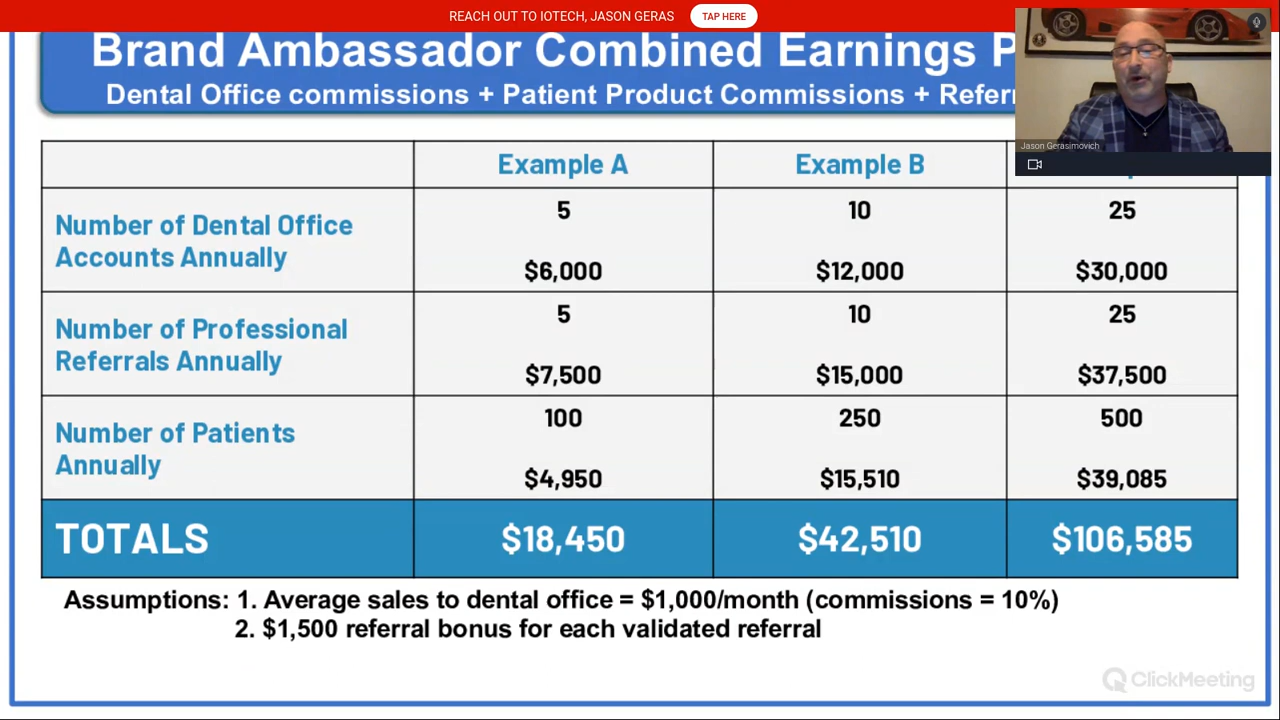 REACH OUT TO IOTECH, JASON GERAS TAP HERE
Brand Ambassador Combined Earnings
Dental Office commissions + Patient Product Commissions +
Jason Gerasimovich
Example A Example B
Number of Dental Office Accounts Annually
5 10 25
$6,000 $12,000 $30,000
Number of Professional Referrals Annually
5 10 25
$7,500 $15,000 $37,500
Number of Patients Annually
100 250 500
$4,950 $15,510 $39,085
TOTALS $18,450 $42,510 $106,585
Assumptions: 1. Average sales to dental office = $1,000/month (commissions = 10%)
2. $1,500 referral bonus for each validated referral
ClickMeeting